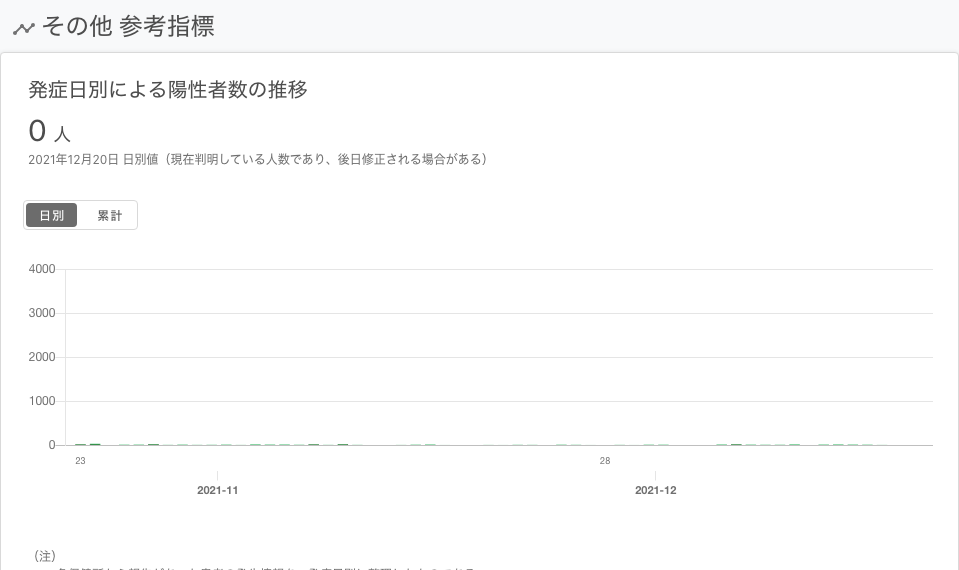 その他 参考指標
発症日別による陽性者数の推移
0 人
2021年12月20日 日別値（現在判明している人数であり、後日修正される場合がある）
日別 累計
4000
3000
2000
1000
0
23 28
2021-11 2021-12
（注）